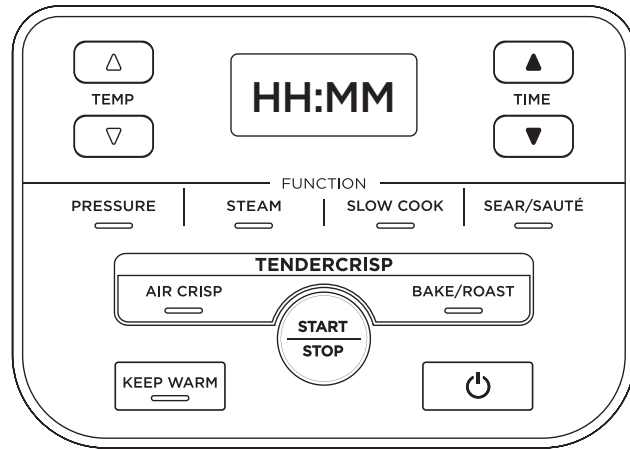 HH:MM
TEMP
TIME
FUNCTION
PRESSURE STEAM SLOW COOK SEAR/SAUTÉ
TENDERCRISP
AIR CRISP BAKE/ROAST
START
STOP
KEEP WARM